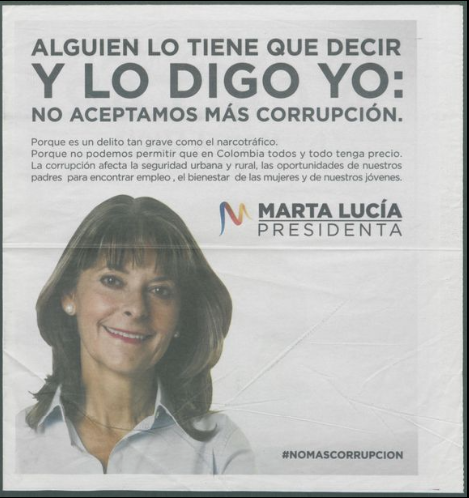 ALGUIEN LO TIENE QUE DECIR
Y LO DIGO YO:
NO ACEPTAMOS MÁS CORRUPCIÓN.
Porque es un delito tan grave como el narcotráfico.
Porque no podemos permitir que en Colombia todos y todo tenga precio.
La corrupción afecta la seguridad urbana y rural, las oportunidades de nuestros
padres para encontrar empleo , el bienestar de las mujeres y de nuestros jóvenes.
MARTA LUCÍA
PRESIDENTA
#NOMASCORRUPCION